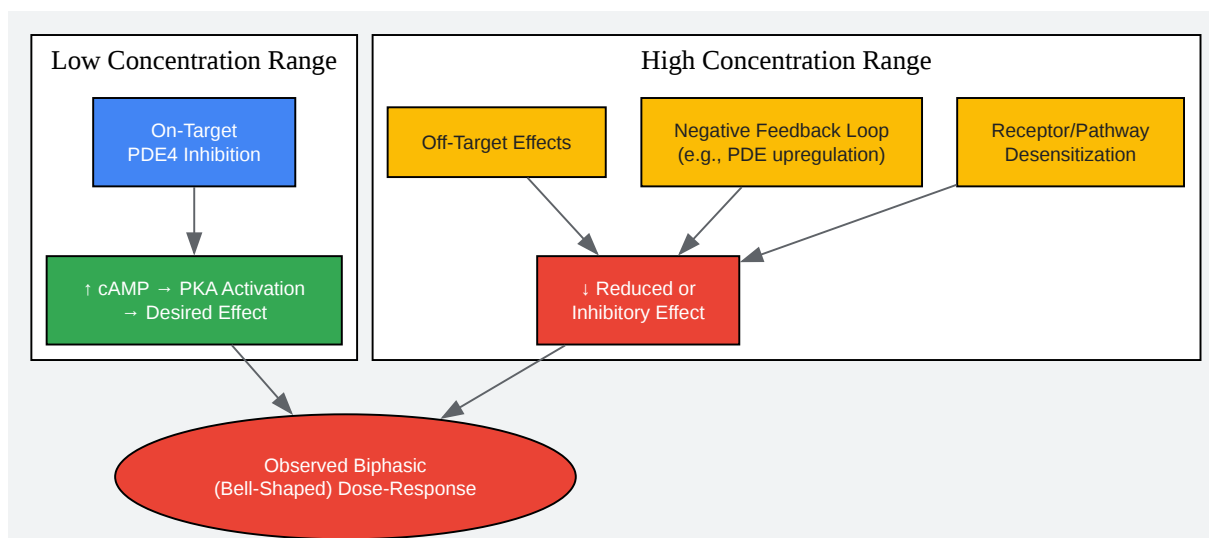 Low Concentration Range
On-Target
PDE4 Inhibition
↑ cAMP → PKA Activation
→ Desired Effect
High Concentration Range
Off-Target Effects
Negative Feedback Loop
(e.g., PDE upregulation)
Receptor/Pathway
Desensitization
↓ Reduced or
Inhibitory Effect
Observed Biphasic
(Bell-Shaped) Dose-Response